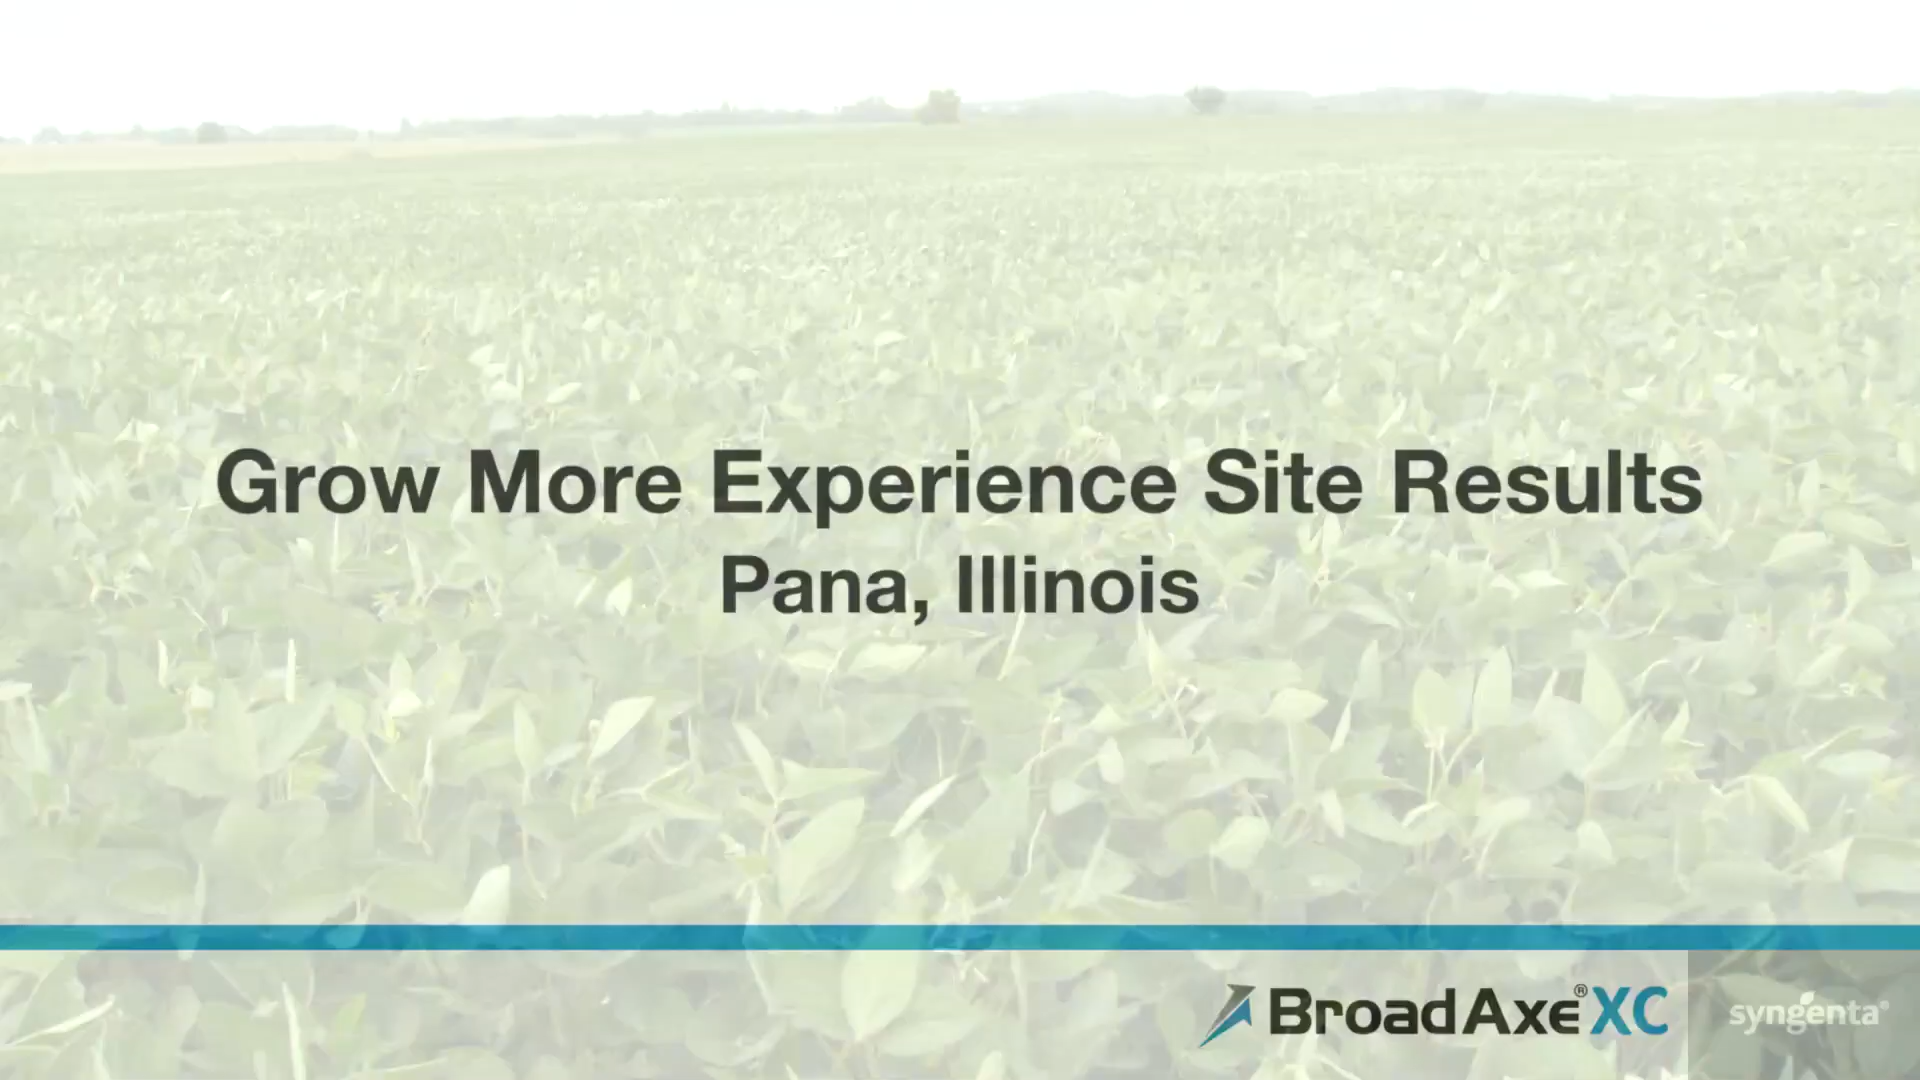 Grow More Experience Site Results
Pana, Illinois
BroadAxe® XC
syngenta®